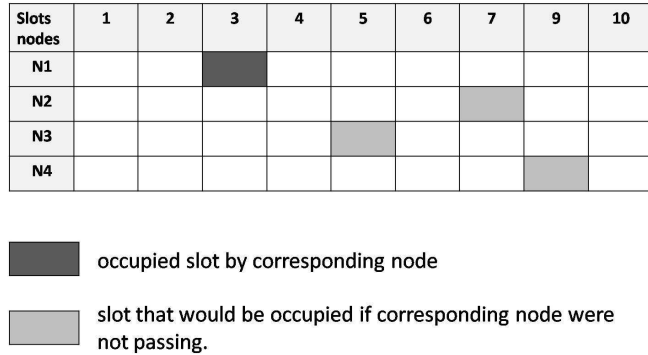 Slots nodes 1 2 3 4 5 6 7 9 10
N1
N2
N3
N4
occupied slot by corresponding node
slot that would be occupied if corresponding node were
not passing.